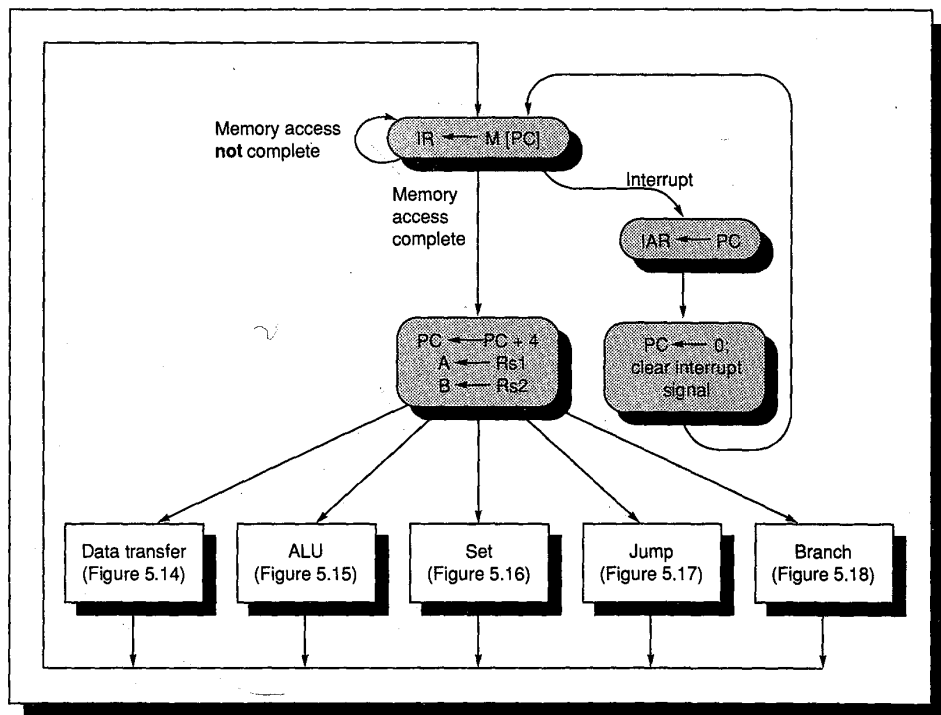 Memory access
not complete
IR ← M [PC]
Interrupt
Memory
access
complete
IAR ← PC
PC ← PC + 4
A ← Rs1
B ← Rs2
PC ← 0;
clear interrupt
signal
Data transfer
(Figure 5.14)
ALU
(Figure 5.15)
Set
(Figure 5.16)
Jump
(Figure 5.17)
Branch
(Figure 5.18)